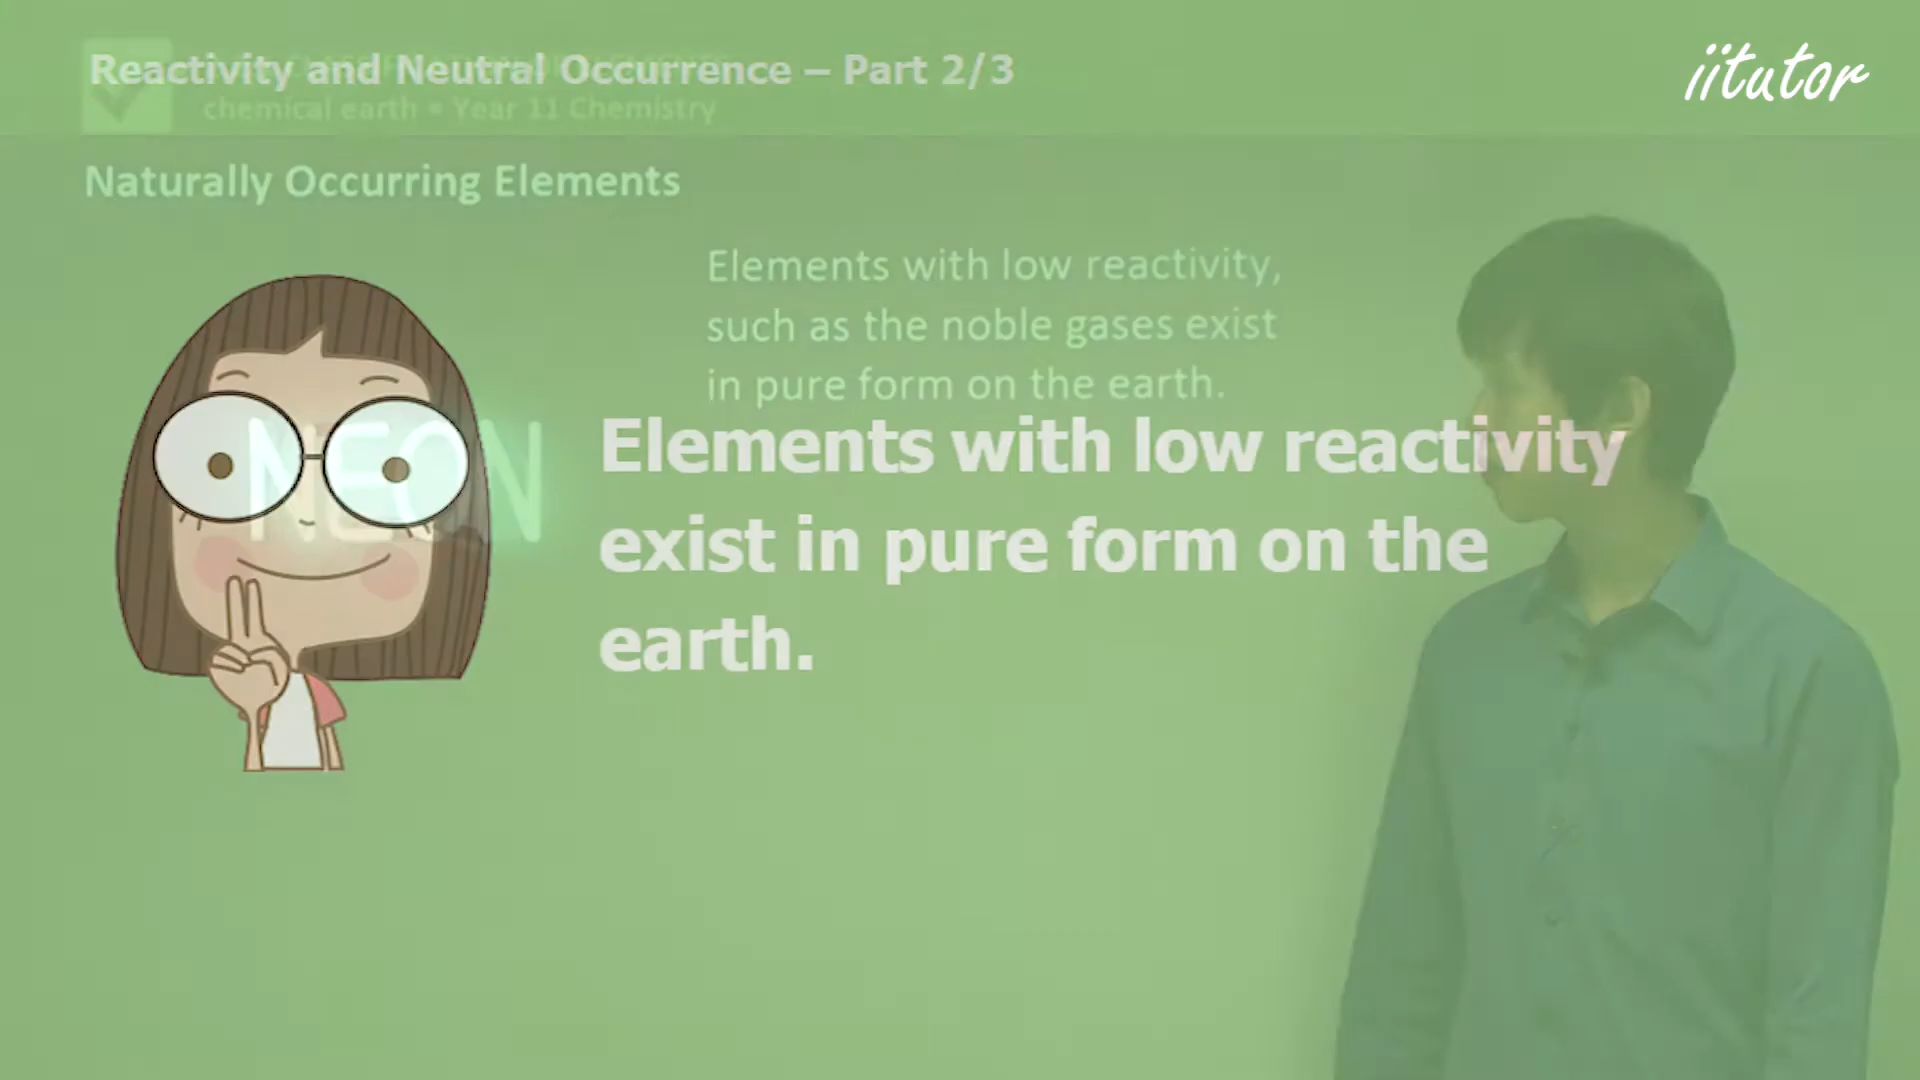 Reactivity and Neutral Occurrence – Part 2/3
iitutor
chemical earth • Year 11 Chemistry
Naturally Occurring Elements
Elements with low reactivity,
such as the noble gases exist
in pure form on the earth.
NEON
Elements with low reactivity
exist in pure form on the
earth.